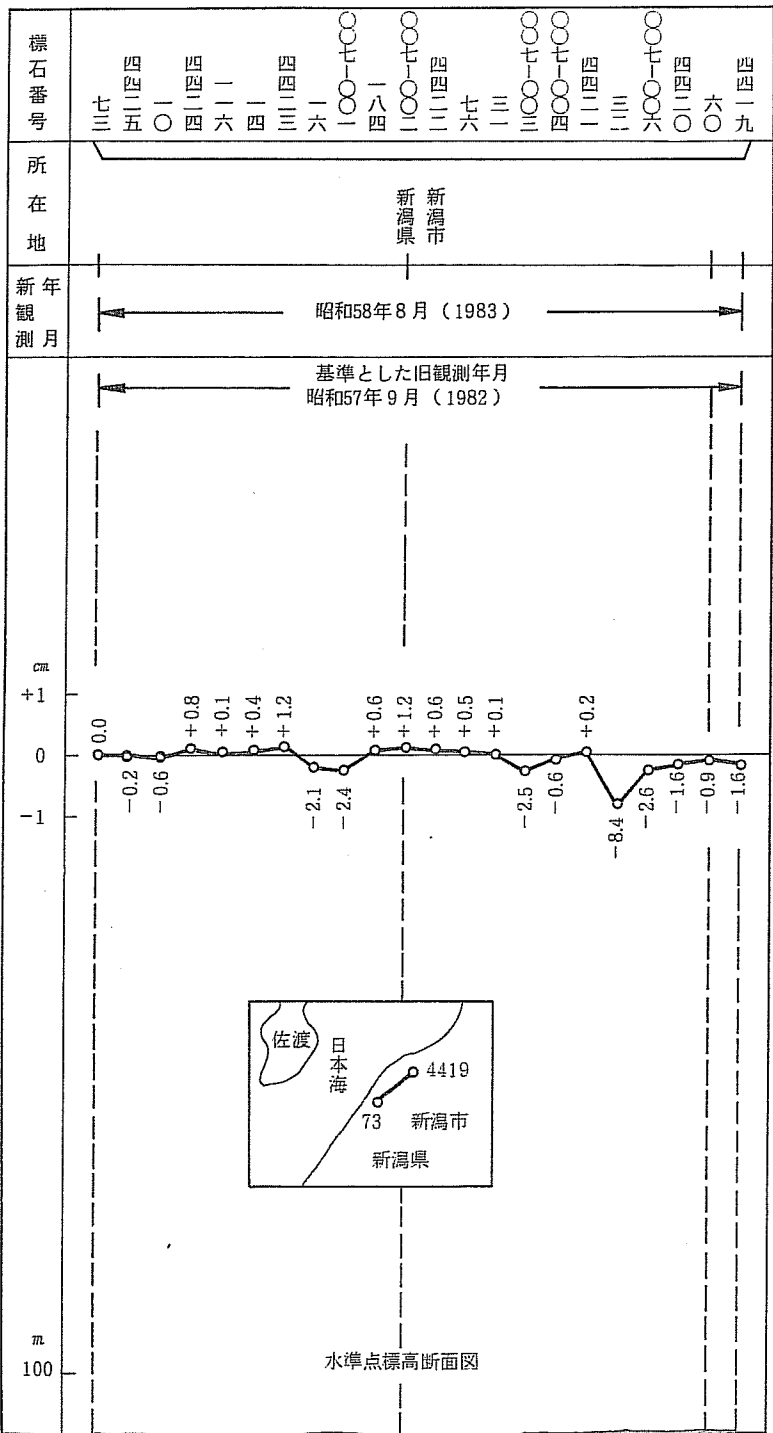 標石番号
七三
四四二五
一〇
四四二四
一一六
一四
四四二三
一六
〇〇七-〇〇一
一八四
〇〇七-〇〇二
四四二二
七六
三一
〇〇七-〇〇三
〇〇七-〇〇四
四四二一
三二
〇〇七-〇〇六
四四二〇
六〇
四四一九
所在地
新潟県
新潟市
新観測
年月
昭和58年8月(1983)
基準とした旧観測年月
昭和57年9月(1982)
cm
+1
0
-1
0.0
-0.2
-0.6
+0.8
+0.1
+0.4
+1.2
-2.1
-2.4
+0.6
+1.2
+0.6
+0.5
+0.1
-2.5
-0.6
+0.2
-8.4
-2.6
-1.6
-0.9
-1.6
佐渡
日本海
4419
73
新潟市
新潟県
m
100
水準点標高断面図